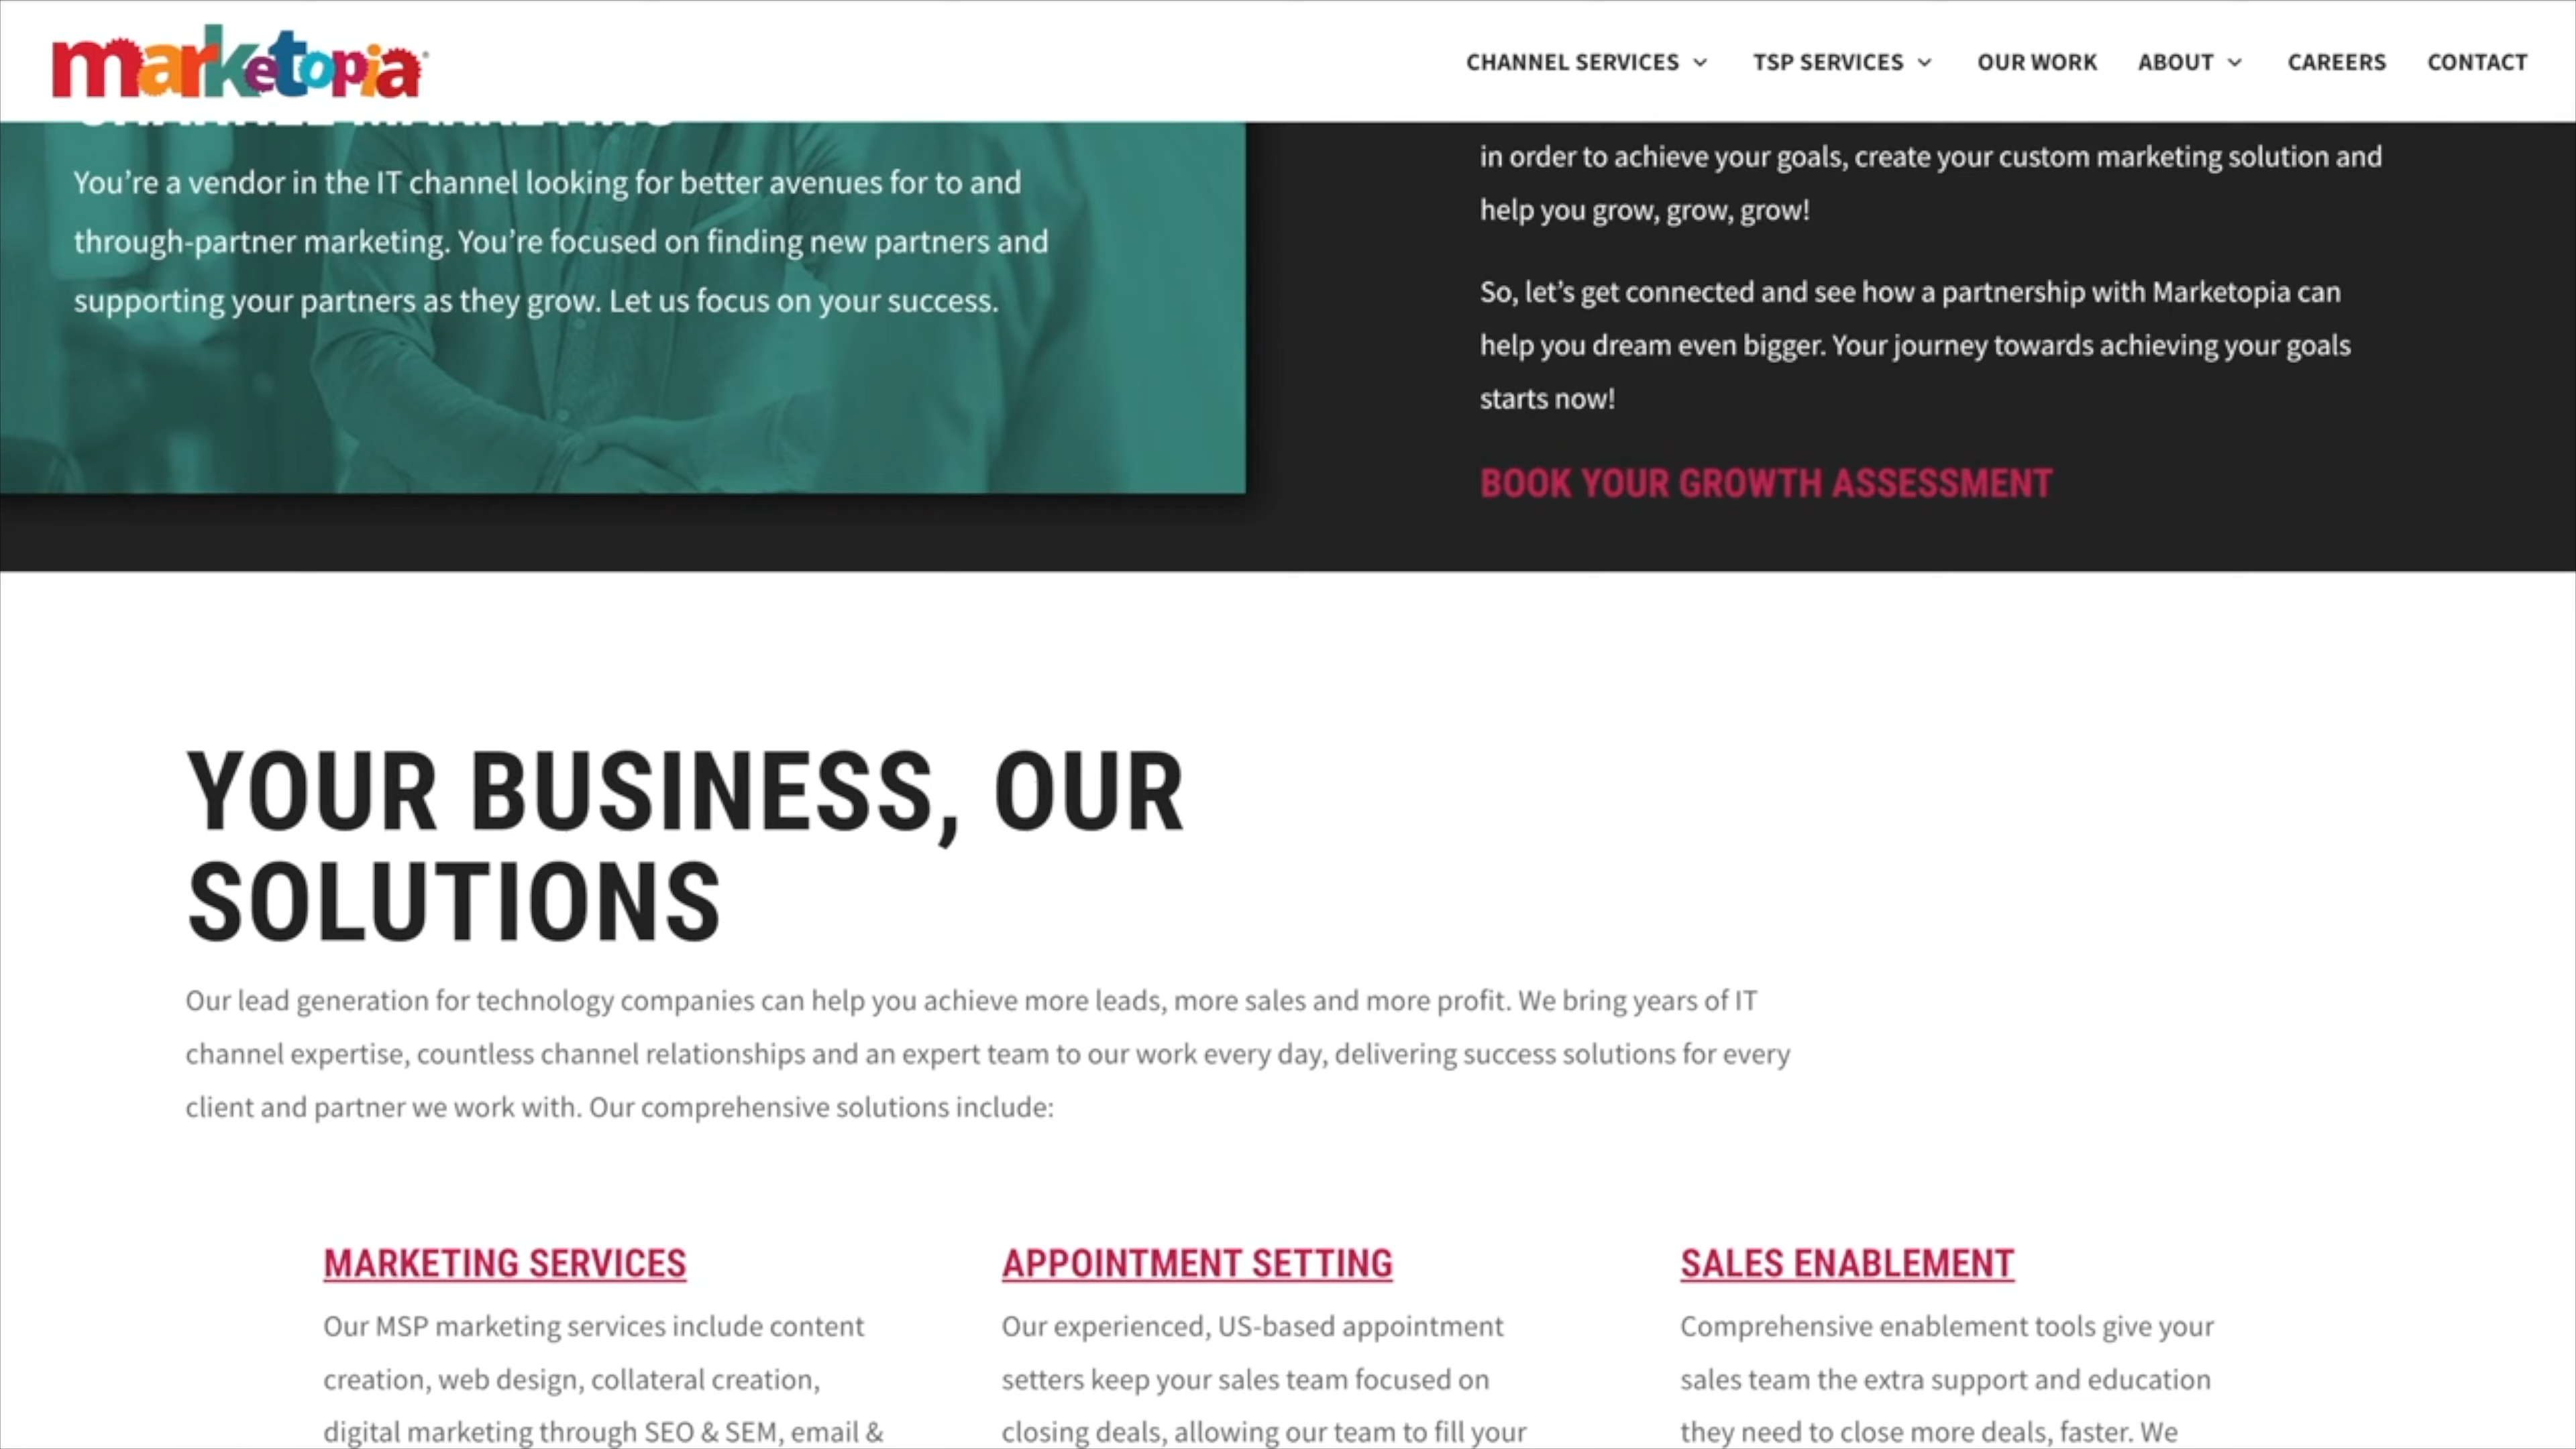 marketopia
CHANNEL SERVICES
TSP SERVICES
OUR WORK
ABOUT
CAREERS
CONTACT
You’re a vendor in the IT channel looking for better avenues for to and
through-partner marketing. You’re focused on finding new partners and
supporting your partners as they grow. Let us focus on your success.
in order to achieve your goals, create your custom marketing solution and
help you grow, grow, grow!
So, let’s get connected and see how a partnership with Marketopia can
help you dream even bigger. Your journey towards achieving your goals
starts now!
BOOK YOUR GROWTH ASSESSMENT
YOUR BUSINESS, OUR
SOLUTIONS
Our lead generation for technology companies can help you achieve more leads, more sales and more profit. We bring years of IT
channel expertise, countless channel relationships and an expert team to our work every day, delivering success solutions for every
client and partner we work with. Our comprehensive solutions include:
MARKETING SERVICES
Our MSP marketing services include content
creation, web design, collateral creation,
digital marketing through SEO & SEM, email &
APPOINTMENT SETTING
Our experienced, US-based appointment
setters keep your sales team focused on
closing deals, allowing our team to fill your
SALES ENABLEMENT
Comprehensive enablement tools give your
sales team the extra support and education
they need to close more deals, faster. We